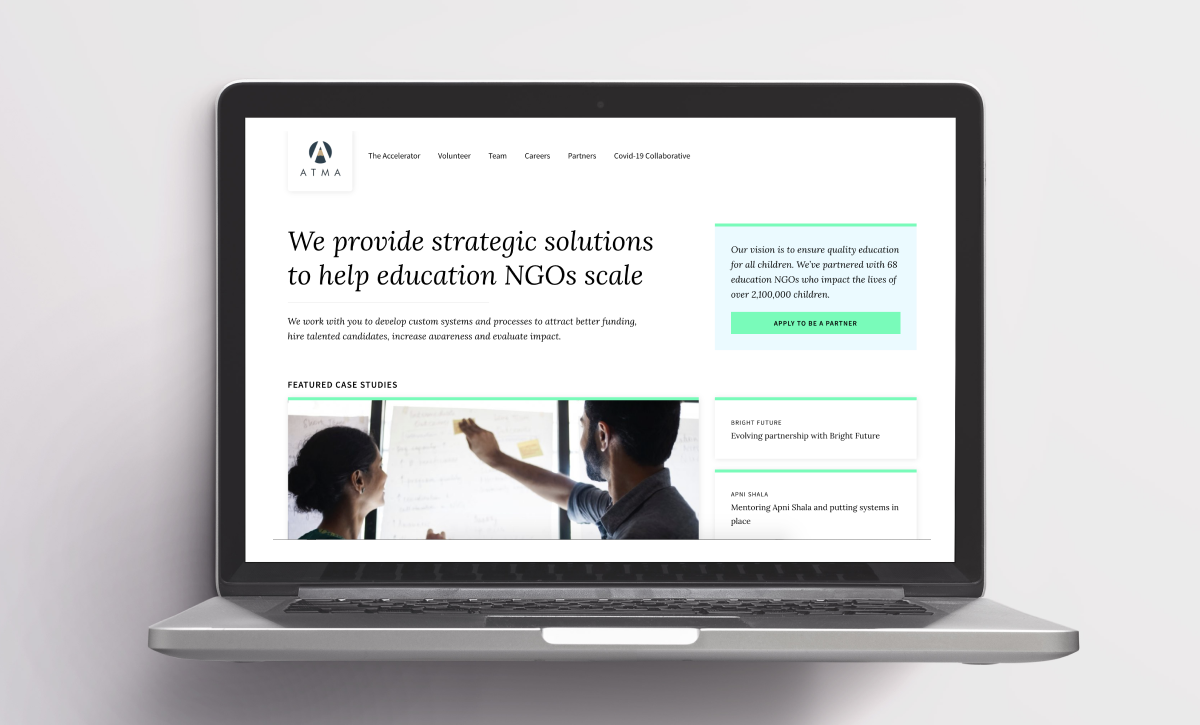 ATMA
The Accelerator
Volunteer
Team
Careers
Partners
Covid-19 Collaborative
We provide strategic solutions
to help education NGOs scale
We work with you to develop custom systems and processes to attract better funding,
hire talented candidates, increase awareness and evaluate impact.
Our vision is to ensure quality education
for all children. We've partnered with 68
education NGOs who impact the lives of
over 2,100,000 children.
APPLY TO BE A PARTNER
FEATURED CASE STUDIES
BRIGHT FUTURE
Evolving partnership with Bright Future
APNI SHALA
Mentoring Apni Shala and putting systems in
place